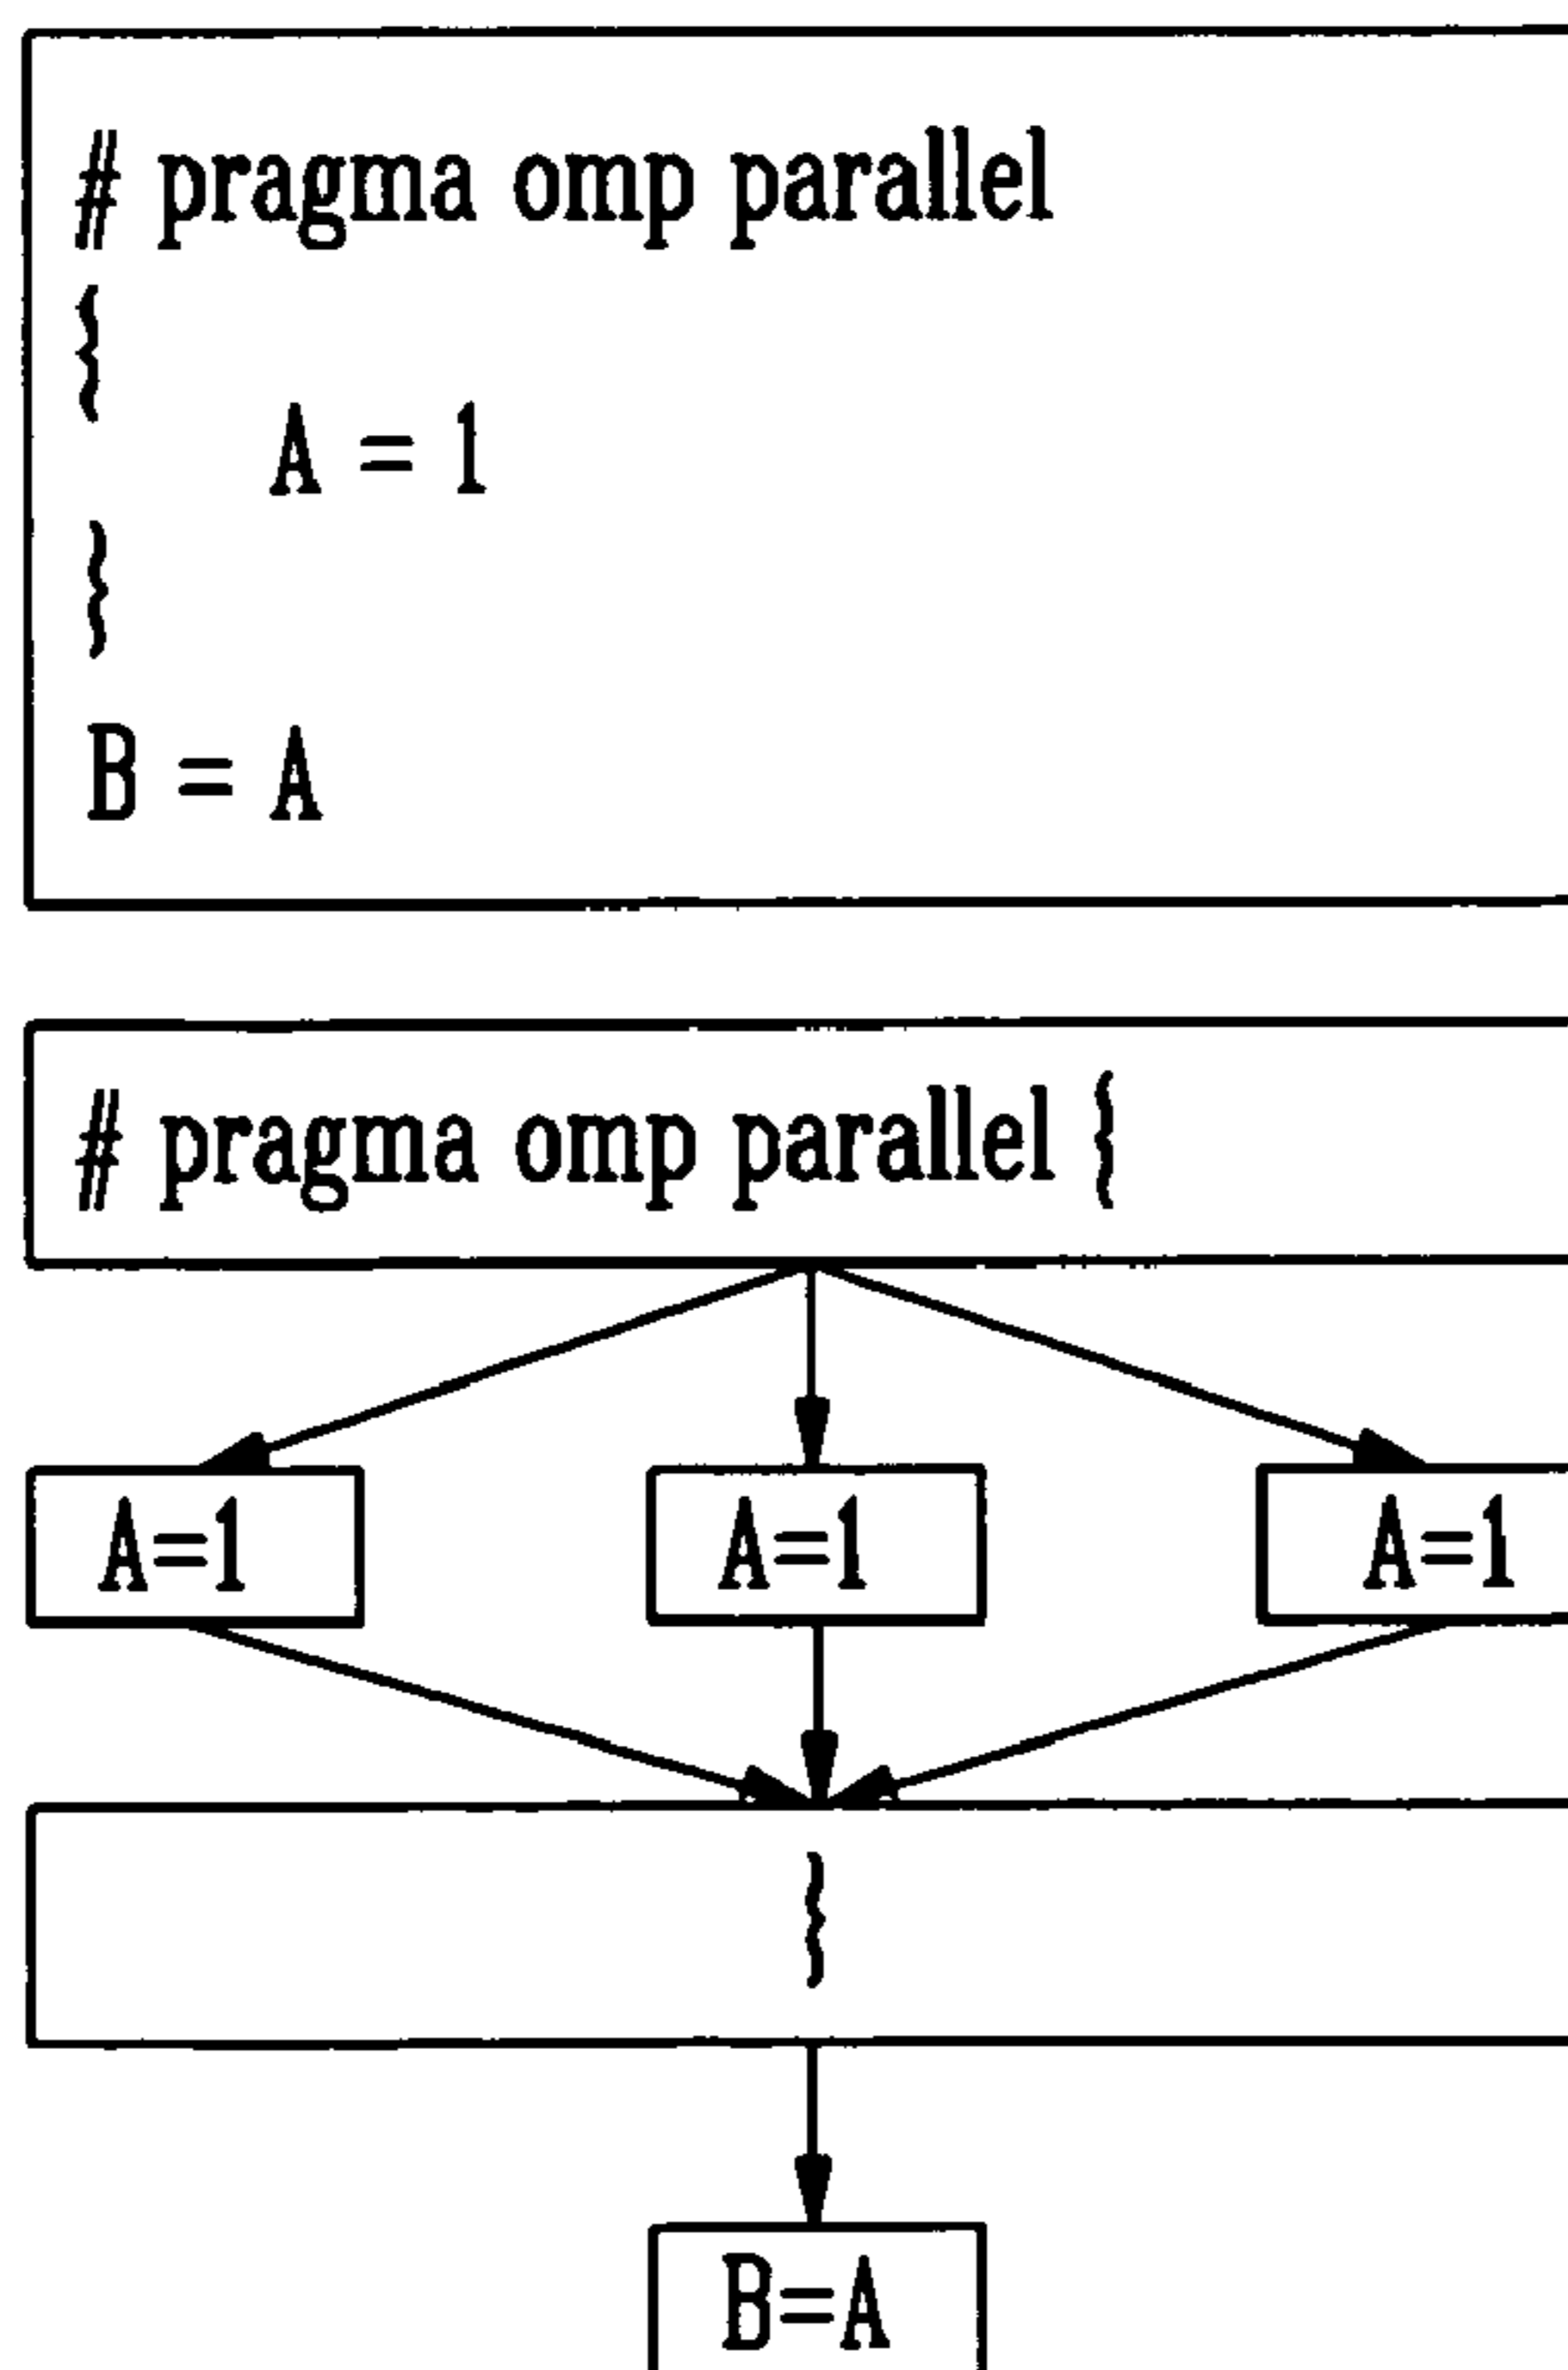 # pragma omp parallel
{
A = 1
}
B = A
# pragma omp parallel {
A=1
A=1
A=1
}
B=A